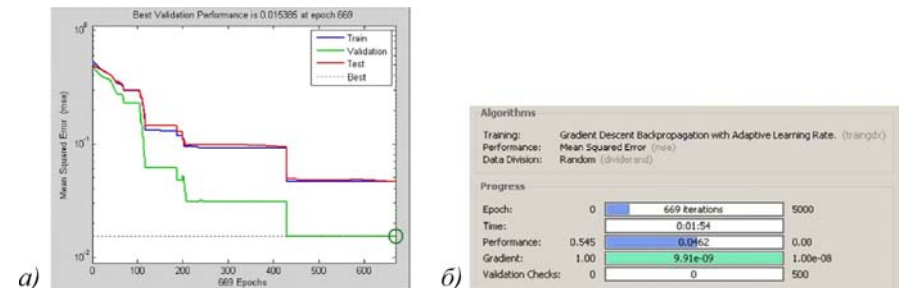 Best Validation Performance is 0.015385 at epoch 669
Mean Squared Error (mse)
10^0
10^-1
10^-2
Train
Validation
Test
Best
0 100 200 300 400 500 600
669 Epochs
а)
б)
Algorithms
Training: Gradient Descent Backpropagation with Adaptive Learning Rate. (traingdx)
Performance: Mean Squared Error (mse)
Data Division: Random (dividerand)
Progress
Epoch: 0 669 iterations 5000
Time: 0:01:54
Performance: 0.545 0.0462 0.00
Gradient: 1.00 9.91e-09 1.00e-08
Validation Checks: 0 0 500